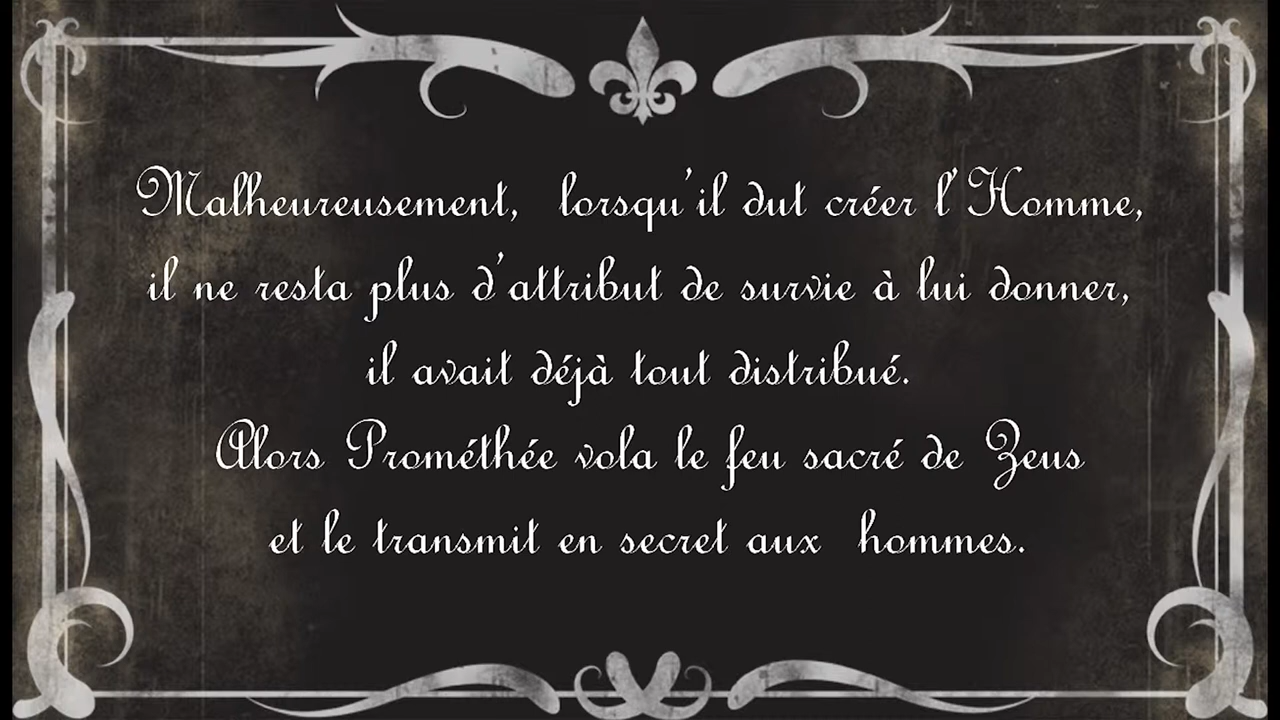 Malheureusement, lorsqu'il dut créer l'Homme,
il ne resta plus d'attribut de survie à lui donner,
il avait déjà tout distribué.
Alors Prométhée vola le feu sacré de Zeus
et le transmit en secret aux hommes.